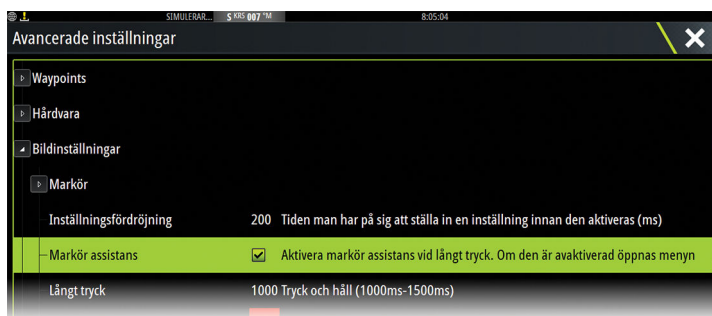 SIMULERAR... S KRS 007 °M 8:05:04
Avancerade inställningar
Waypoints
Hårdvara
Bildinställningar
Markör
Inställningsfördröjning 200 Tiden man har på sig att ställa in en inställning innan den aktiveras (ms)
Markör assistans Aktivera markör assistans vid långt tryck. Om den är avaktiverad öppnas menyn
Långt tryck 1000 Tryck och håll (1000ms-1500ms)